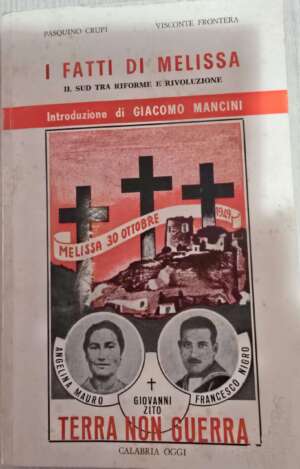 PASQUINO CRUPI VISCONTE FRONTERA
I FATTI DI MELISSA
IL SUD TRA RIFORME E RIVOLUZIONE
Introduzione di GIACOMO MANCINI
MELISSA 30 OTTOBRE 1949
ANGELINA MAURO
GIOVANNI
ZITO
FRANCESCO NIGRO
TERRA NON GUERRA
CALABRIA OGGI